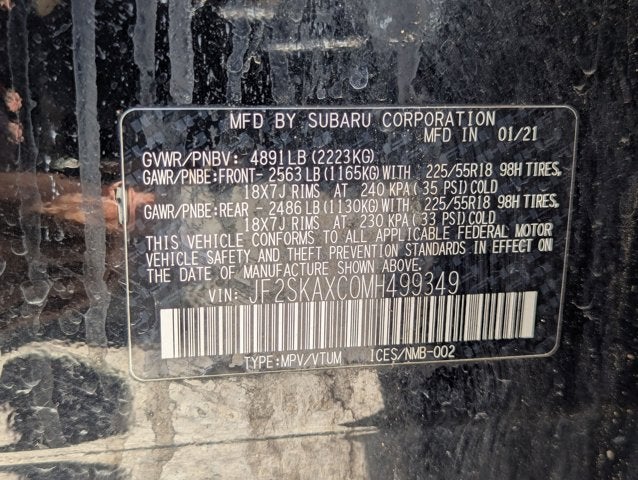 MFD BY SUBARU CORPORATION
MFD IN 01/21
GVWR/PNBV: 4891LB(2223KG)
GAWR/PNBE:FRONT- 2563LB(1165KG)WITH 225/55R18 98H TIRES,
18X7J RIMS AT 240 KPA(35 PSI)COLD
GAWR/PNBE:REAR - 2486LB(1130KG)WITH 225/55R18 98H TIRES,
18X7J RIMS AT 230 KPA(33 PSI)COLD
THIS VEHICLE CONFORMS TO ALL APPLICABLE FEDERAL MOTOR
VEHICLE SAFETY AND THEFT PREVENTION STANDARDS IN EFFECT ON
THE DATE OF MANUFACTURE SHOWN ABOVE.
VIN: JF2SKAXC0MH499349
TYPE:MPV/VTUM ICES/NMB-002